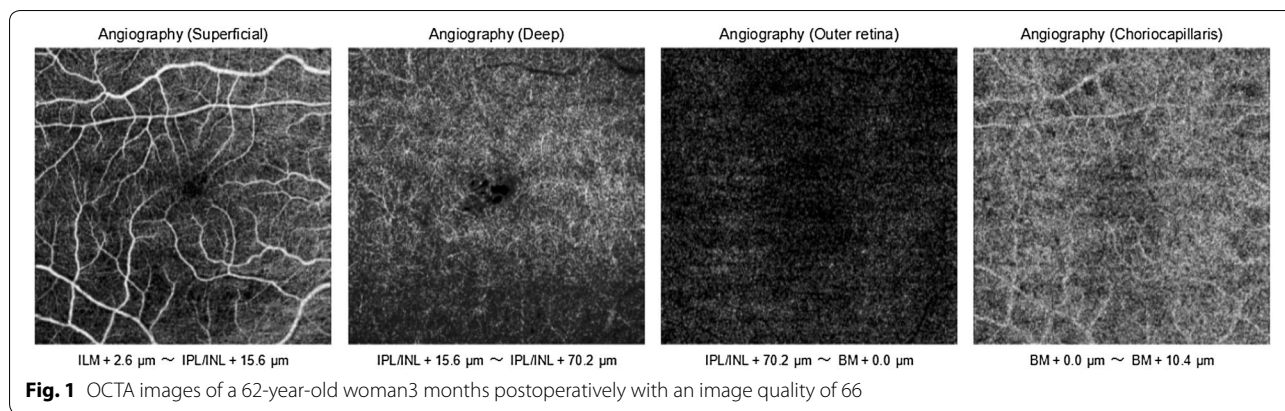 Angiography (Superficial)
Angiography (Deep)
Angiography (Outer retina)
Angiography (Choriocapillaris)
ILM + 2.6 μm ~ IPL/INL + 15.6 μm
IPL/INL + 15.6 μm ~ IPL/INL + 70.2 μm
IPL/INL + 70.2 μm ~ BM + 0.0 μm
BM + 0.0 μm ~ BM + 10.4 μm
Fig. 1 OCTA images of a 62-year-old woman3 months postoperatively with an image quality of 66